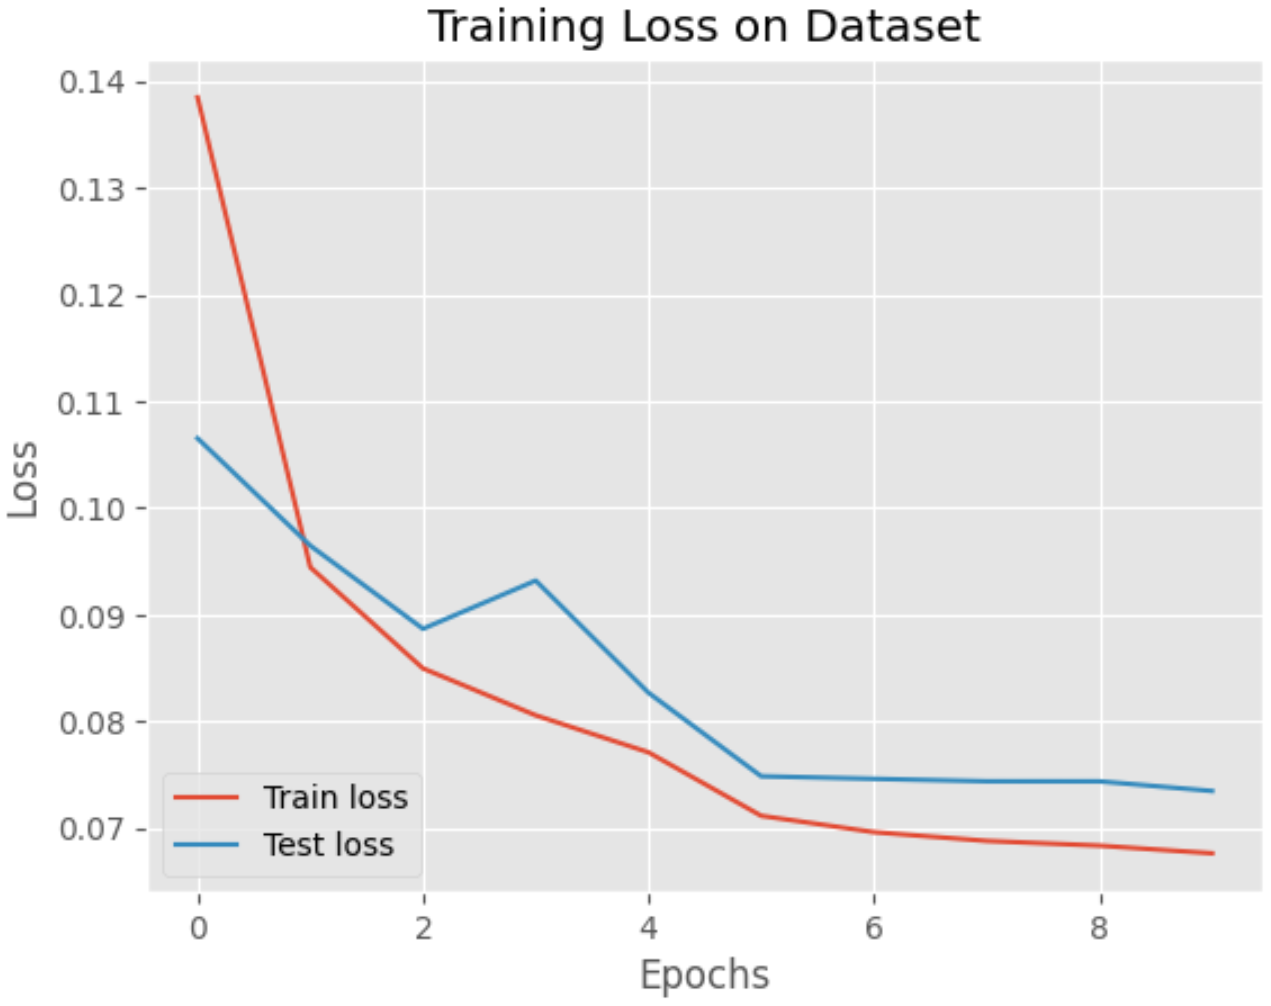 Training Loss on Dataset
0.14
0.13
0.12
0.11
0.10
0.09
0.08
0.07
Loss
Train loss
Test loss
0 2 4 6 8
Epochs